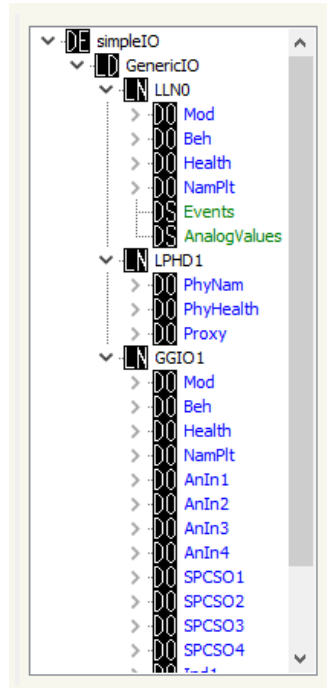 DE simpleIO
LD GenericIO
LN LLN0
DO Mod
DO Beh
DO Health
DO NamPlt
DS Events
DS AnalogValues
LN LPHD1
DO PhyNam
DO PhyHealth
DO Proxy
LN GGIO1
DO Mod
DO Beh
DO Health
DO NamPlt
DO AnIn1
DO AnIn2
DO AnIn3
DO AnIn4
DO SPCSO1
DO SPCSO2
DO SPCSO3
DO SPCSO4
DO Ind1